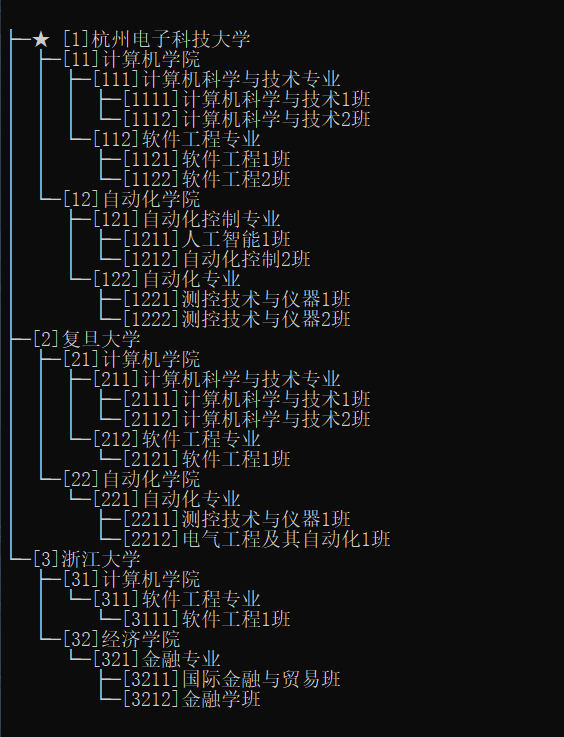 ★ [1]杭州电子科技大学
[11]计算机学院
[111]计算机科学与技术专业
[1111]计算机科学与技术1班
[1112]计算机科学与技术2班
[112]软件工程专业
[1121]软件工程1班
[1122]软件工程2班
[12]自动化学院
[121]自动化控制专业
[1211]人工智能1班
[1212]自动化控制2班
[122]自动化专业
[1221]测控技术与仪器1班
[1222]测控技术与仪器2班
[2]复旦大学
[21]计算机学院
[211]计算机科学与技术专业
[2111]计算机科学与技术1班
[2112]计算机科学与技术2班
[212]软件工程专业
[2121]软件工程1班
[22]自动化学院
[221]自动化专业
[2211]测控技术与仪器1班
[2212]电气工程及其自动化1班
[3]浙江大学
[31]计算机学院
[311]软件工程专业
[3111]软件工程1班
[32]经济学院
[321]金融专业
[3211]国际金融与贸易班
[3212]金融学班